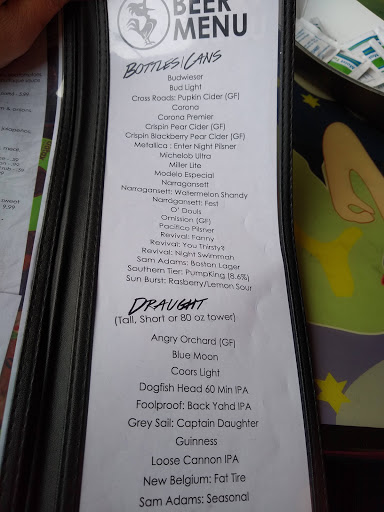 BEER
MENU
BOTTLES/CANS
Budwieser
Bud Light
Cross Roads: Pupkin Cider (GF)
Corona
Corona Premier
Crispin Pear Cider (GF)
Crispin Blackberry Pear Cider (GF)
Metallica : Enter Night Pilsner
Michelob Ultra
Miller Lite
Modelo Especial
Narragansett
Narragansett: Watermelon Shandy
Narragansett: Fest
O' Douls
Omission (GF)
Pacifico Pilsner
Revival: Fanny
Revival: You Thirsty?
Revival: Night Swimmah
Sam Adams: Boston Lager
Southern Tier: PumpKing (8.6%)
Sun Burst: Rasberry/Lemon Sour
DRAUGHT
(Tall, Short or 80 oz tower)
Angry Orchard (GF)
Blue Moon
Coors Light
Dogfish Head 60 Min IPA
Foolproof: Back Yahd IPA
Grey Sail: Captain Daughter
Guinness
Loose Cannon IPA
New Belgium: Fat Tire
Sam Adams: Seasonal